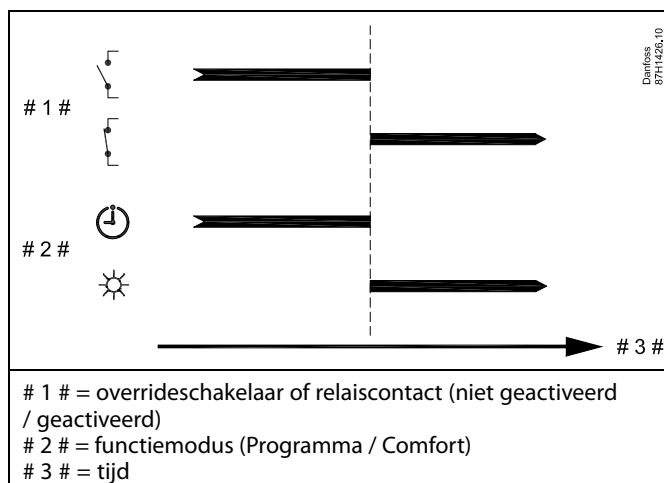 Danfoss
87H1426.10
# 1 #
# 2 #
# 3 #
# 1 # = overrideschakelaar of relaiscontact (niet geactiveerd
/ geactiveerd)
# 2 # = functiemodus (Programma / Comfort)
# 3 # = tijd